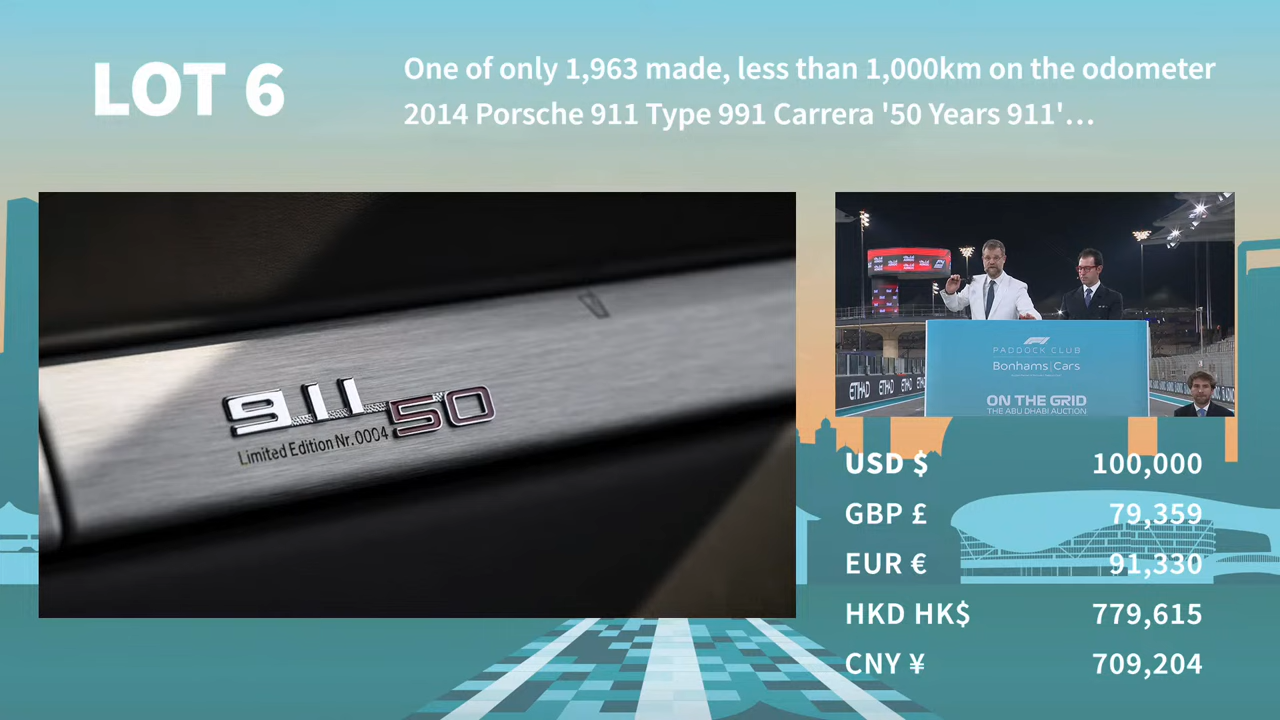 LOT 6
One of only 1,963 made, less than 1,000km on the odometer
2014 Porsche 911 Type 991 Carrera '50 Years 911'...
911 50
Limited Edition Nr. 0004
PADDOCK CLUB
Bonhams|Cars
ON THE GRID
THE ABU DHABI AUCTION
ETIHAD
ETIHAD
ETIHAD
USD $ 100,000
GBP £ 79,359
EUR € 91,330
HKD HK$ 779,615
CNY ¥ 709,204